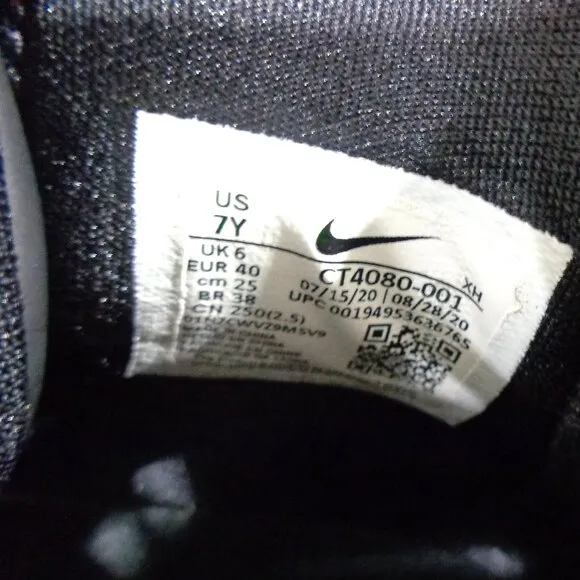 US
7Y
UK 6
EUR 40
cm 25
BR 38
CN 250(2.5)
CT4080-001
XH
07/15/20 | 08/28/20
UPC 00194953636765